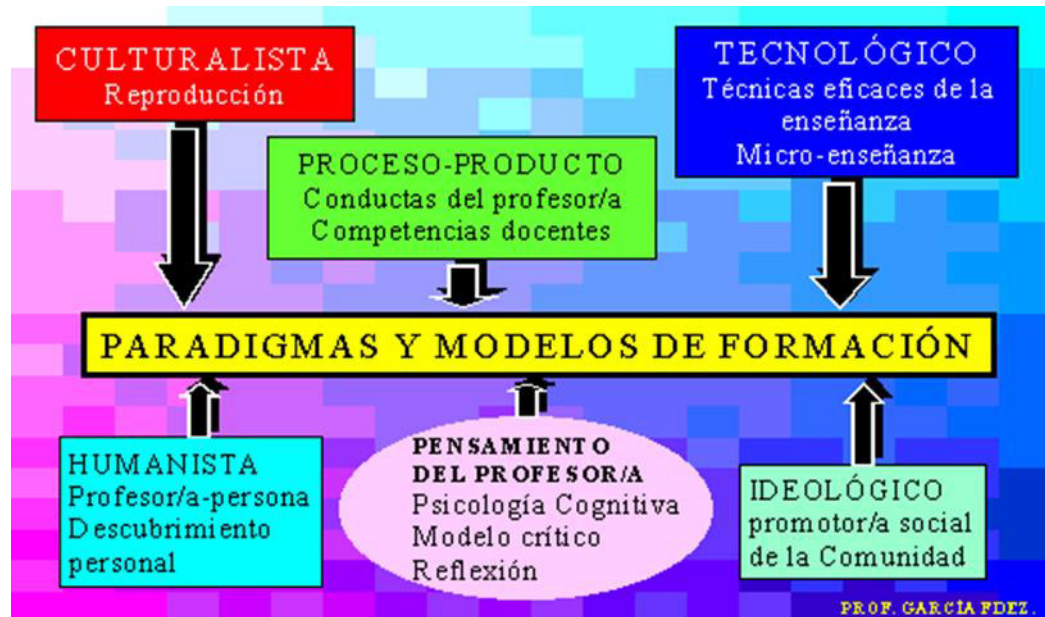 CULTURALISTA
Reproducción
TECNOLÓGICO
Técnicas eficaces de la
enseñanza
Micro-enseñanza
PROCESO-PRODUCTO
Conductas del profesor/a
Competencias docentes
PARADIGMAS Y MODELOS DE FORMACIÓN
HUMANISTA
Profesor/a-persona
Descubrimiento
personal
PENSAMIENTO
DEL PROFESOR/A
Psicología Cognitiva
Modelo crítico
Reflexión
IDEOLÓGICO
promotor/a social
de la Comunidad
PROF. GARCÍA FDEZ.